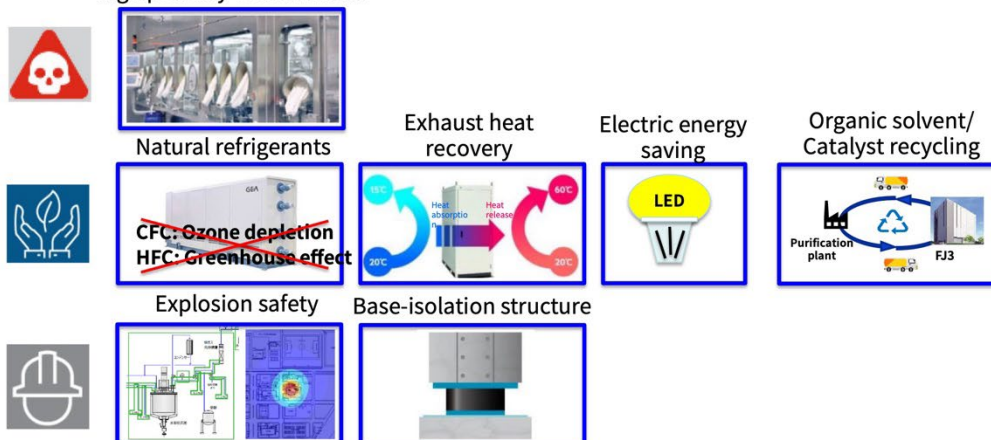 Natural refrigerants
Exhaust heat
recovery
Electric energy
saving
Organic solvent/
Catalyst recycling
GEA
CFC: Ozone depletion
HFC: Greenhouse effect
15℃
60℃
Heat
absorptio
n
Heat
release
20℃
20℃
LED
Purification
plant
FJ3
Explosion safety
Base-isolation structure